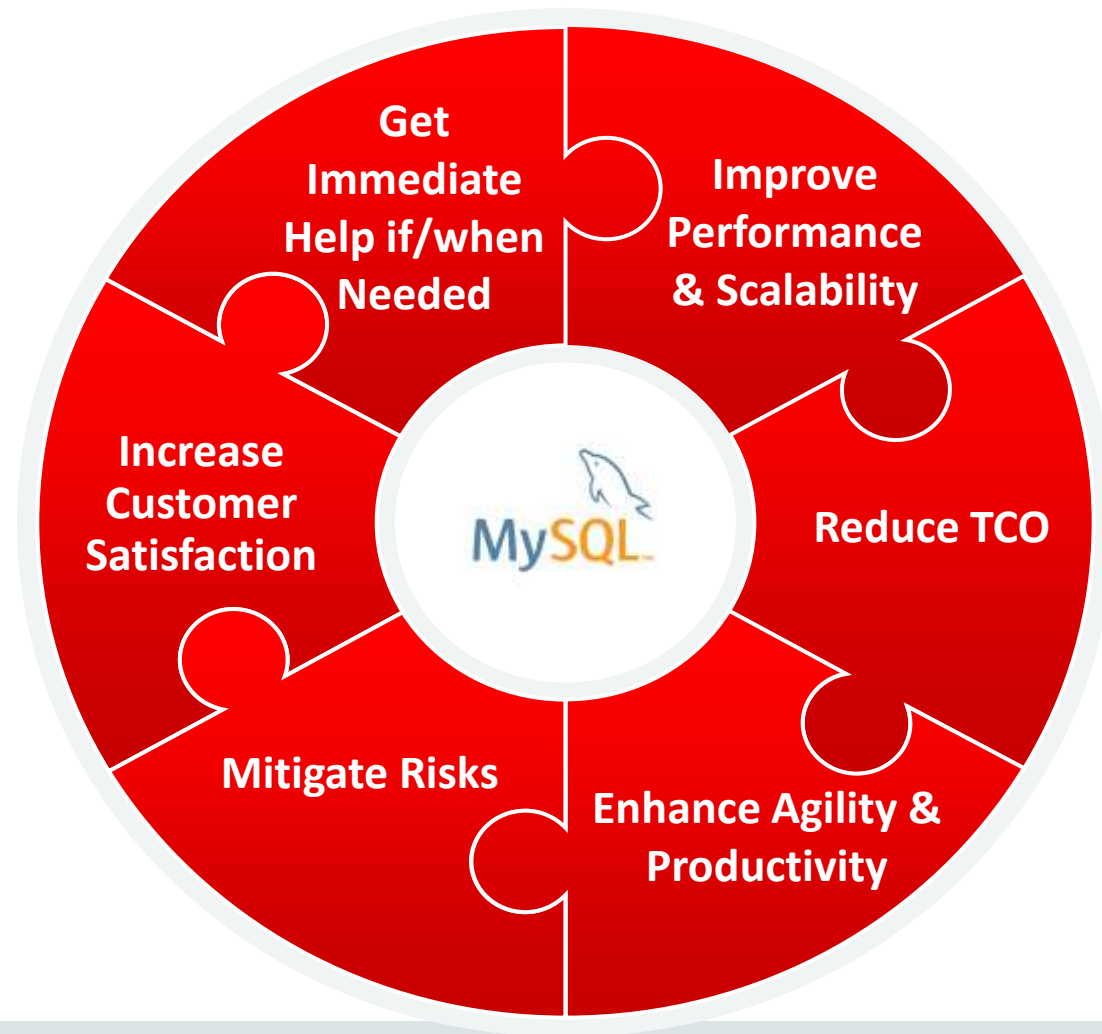 Get
Immediate
Help if/when
Needed
Improve
Performance
& Scalability
Reduce TCO
Enhance Agility &
Productivity
Mitigate Risks
Increase
Customer
Satisfaction
MySQL™